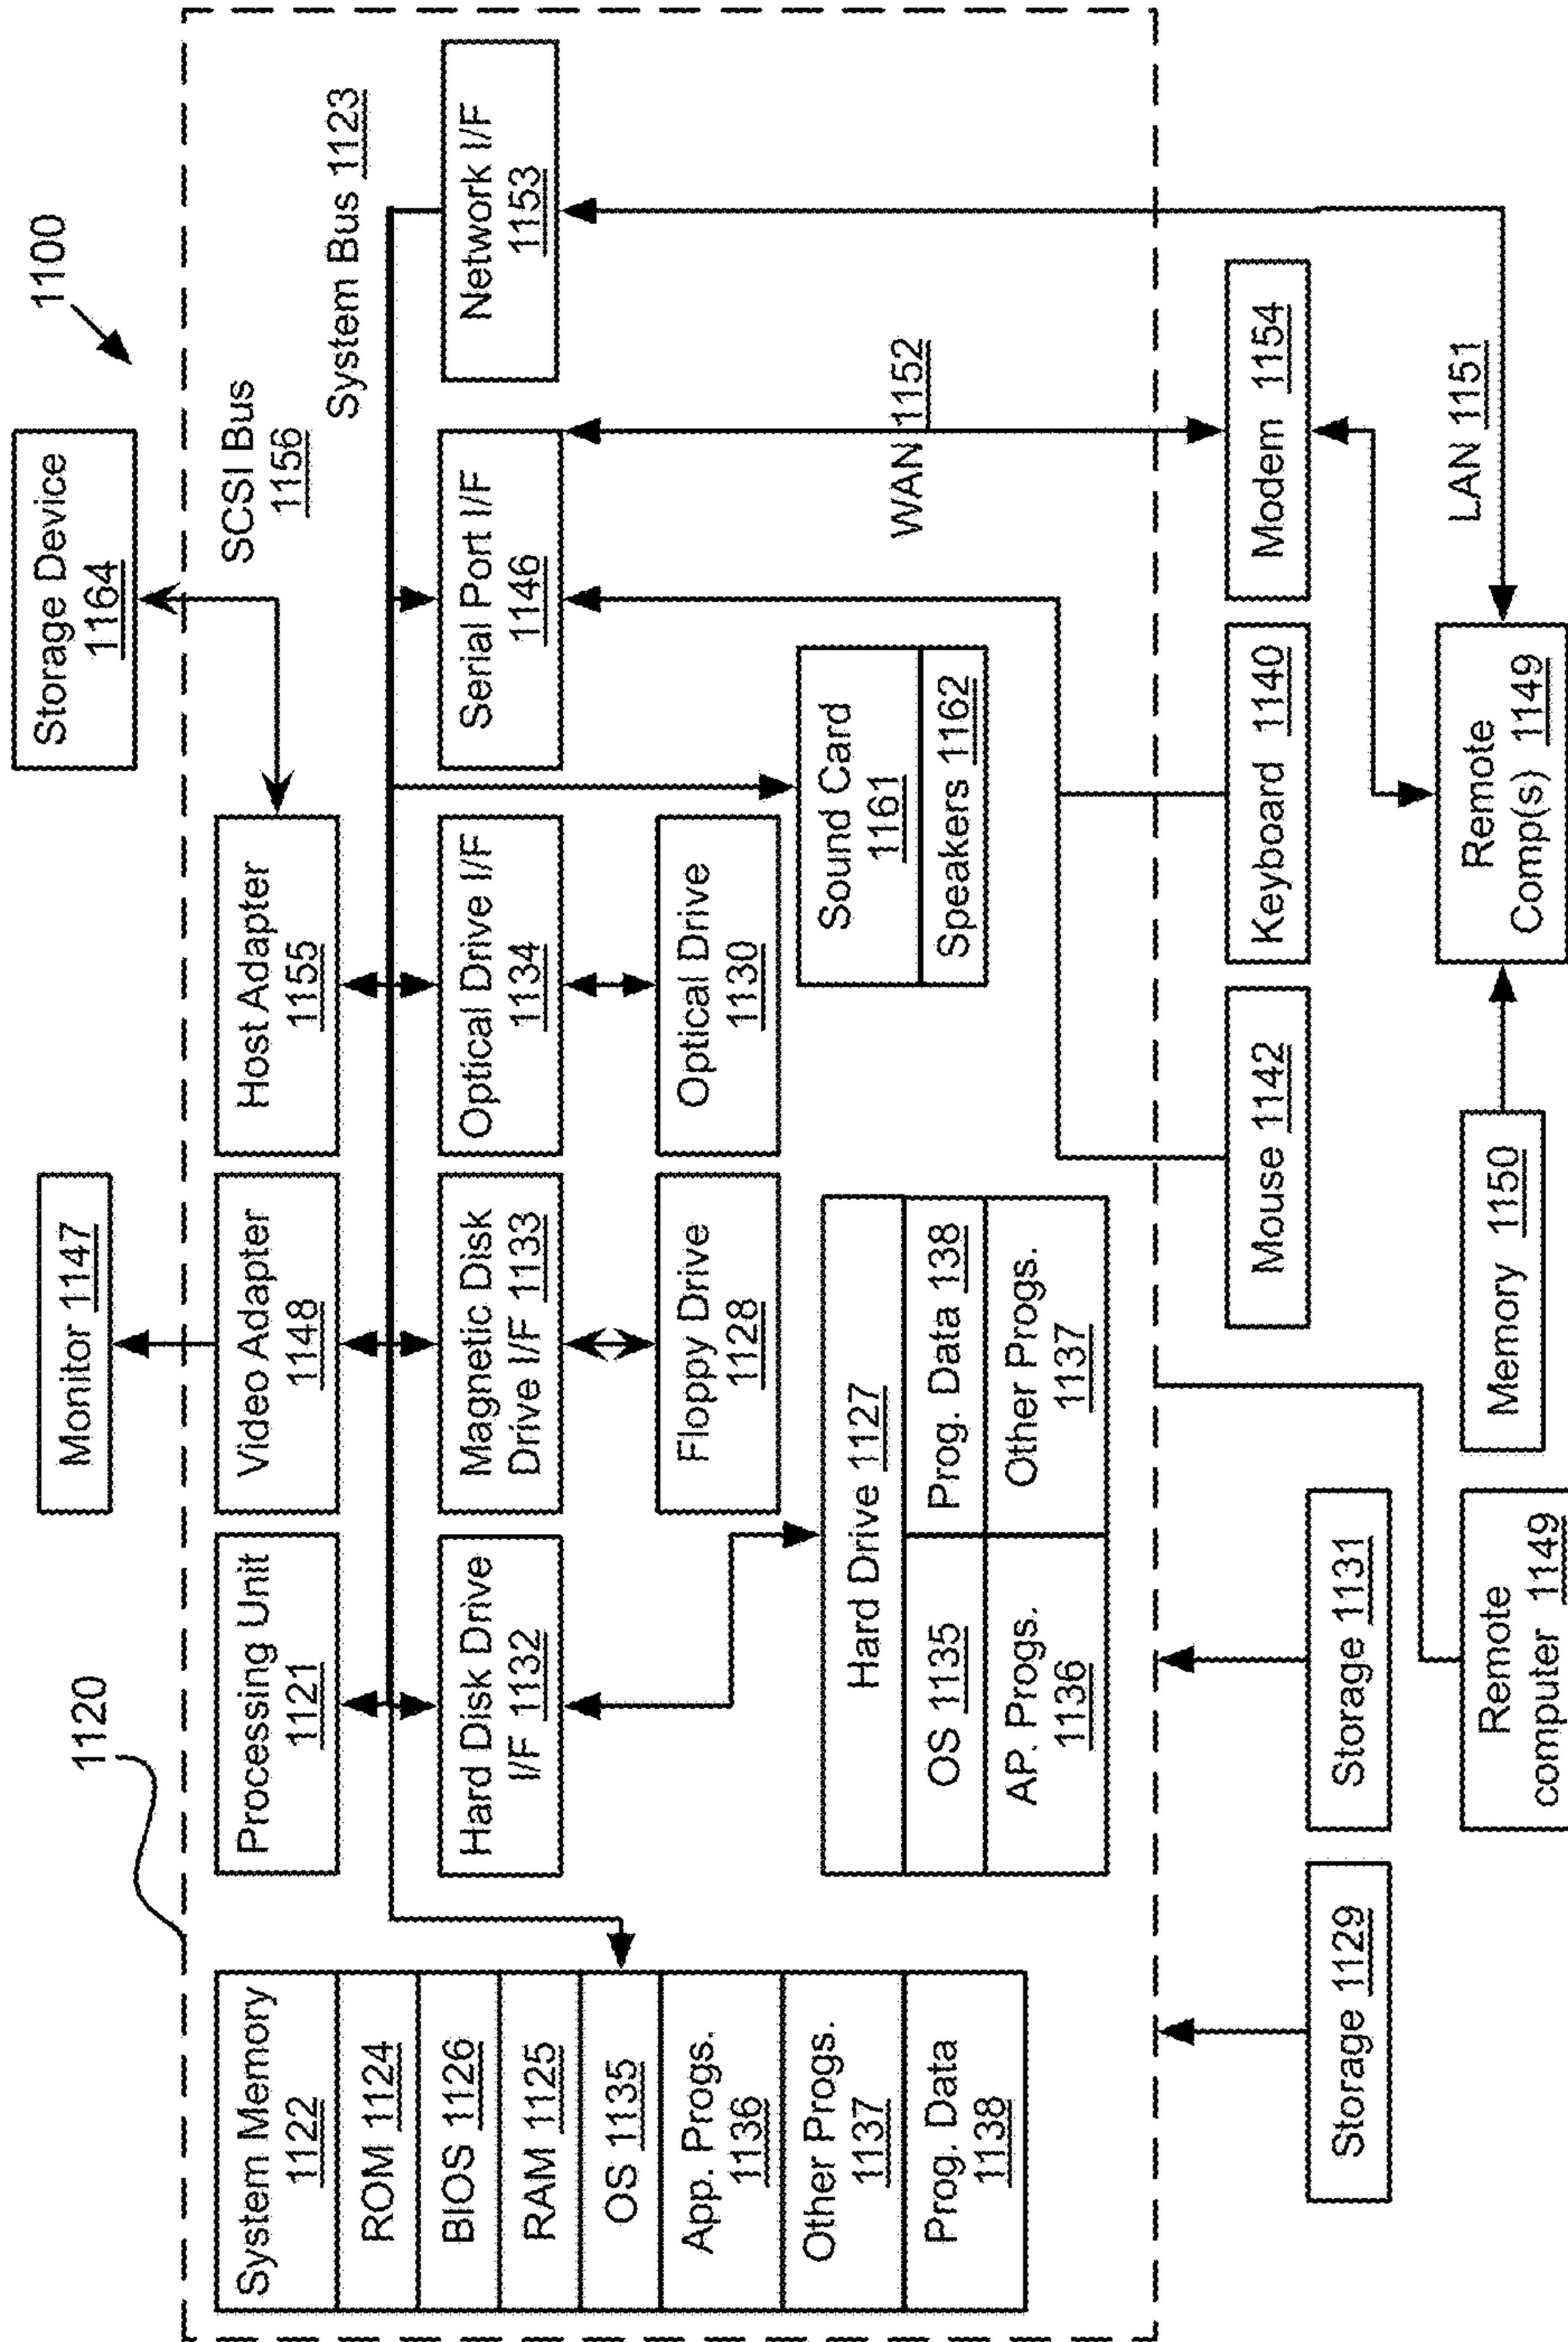 1100
1120
Monitor 1147
Storage Device
1164
SCSI Bus
1156
System Memory
1122
ROM 1124
BIOS 1126
RAM 1125
OS 1135
App. Progs.
1136
Other Progs.
1137
Prog. Data
1138
Processing Unit
1121
Video Adapter
1148
Host Adapter
1155
System Bus 1123
Hard Disk Drive
I/F 1132
Magnetic Disk
Drive I/F 1133
Optical Drive I/F
1134
Serial Port I/F
1146
Network I/F
1153
Floppy Drive
1128
Optical Drive
1130
Sound Card
1161
Speakers 1162
Hard Drive 1127
OS 1135
Prog. Data 1138
AP. Progs.
1136
Other Progs.
1137
WAN 1152
Storage 1129
Storage 1131
Mouse 1142
Keyboard 1140
Modem 1154
LAN 1151
Remote
computer 1149
Memory 1150
Remote
Comp(s) 1149